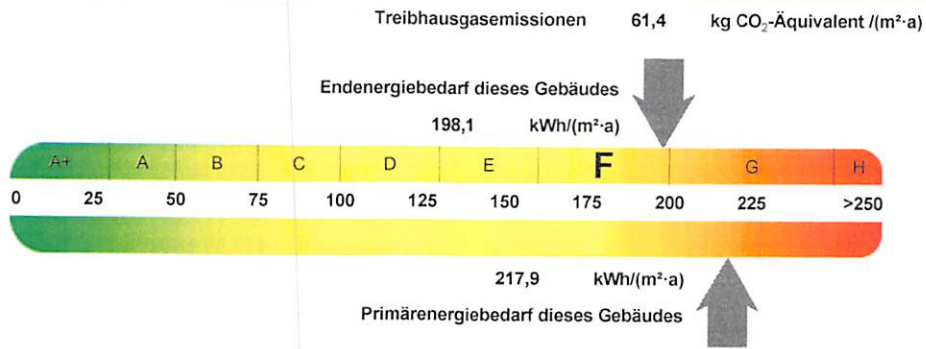 Treibhausgasemissionen 61,4 kg CO₂-Äquivalent /(m²·a)
Endenergiebedarf dieses Gebäudes
198,1 kWh/(m²·a)
A+ A B C D E F G H
0 25 50 75 100 125 150 175 200 225 >250
217,9 kWh/(m²·a)
Primärenergiebedarf dieses Gebäudes